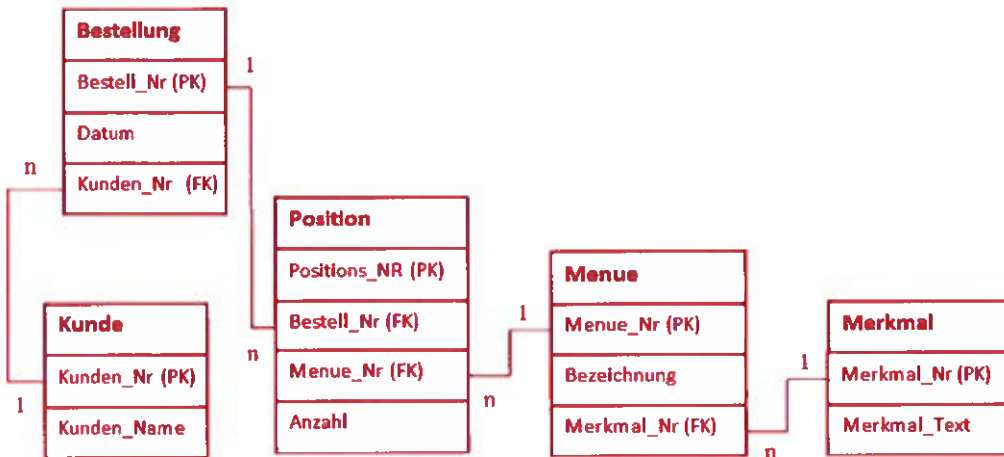 Bestellung
Bestell_Nr (PK)
Datum
Kunden_Nr (FK)
1
n
Kunde
Kunden_Nr (PK)
Kunden_Name
1
Position
Positions_NR (PK)
Bestell_Nr (FK)
Menue_Nr (FK)
Anzahl
n
n
Menue
Menue_Nr (PK)
Bezeichnung
Merkmal_Nr (FK)
1
n
Merkmal
Merkmal_Nr (PK)
Merkmal_Text
1